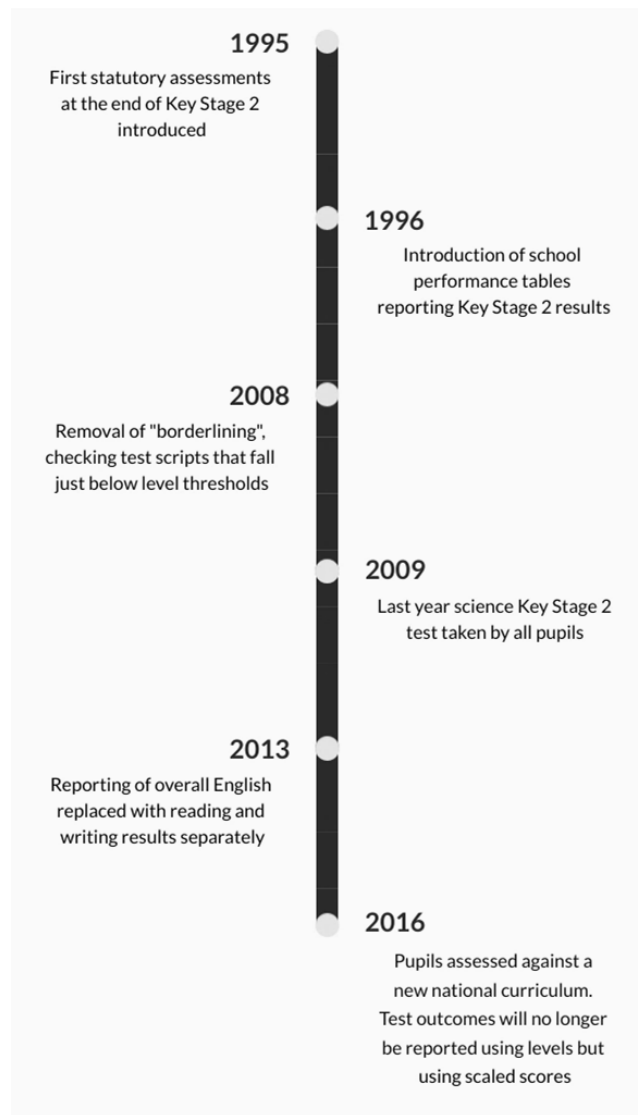 1995
First statutory assessments
at the end of Key Stage 2
introduced
1996
Introduction of school
performance tables
reporting Key Stage 2 results
2008
Removal of "borderlining",
checking test scripts that fall
just below level thresholds
2009
Last year science Key Stage 2
test taken by all pupils
2013
Reporting of overall English
replaced with reading and
writing results separately
2016
Pupils assessed against a
new national curriculum.
Test outcomes will no longer
be reported using levels but
using scaled scores